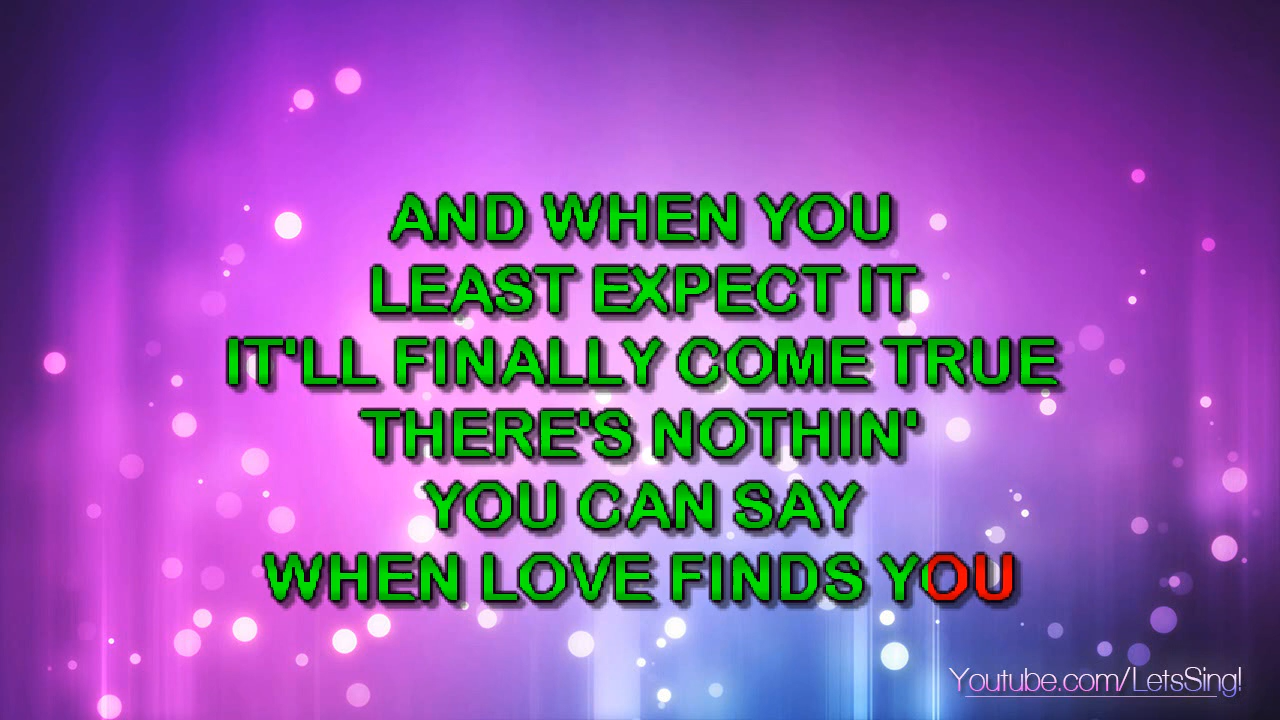 AND WHEN YOU
LEAST EXPECT IT
IT'LL FINALLY COME TRUE
THERE'S NOTHIN'
YOU CAN SAY
WHEN LOVE FINDS YOU
Youtube.com/LetsSing!